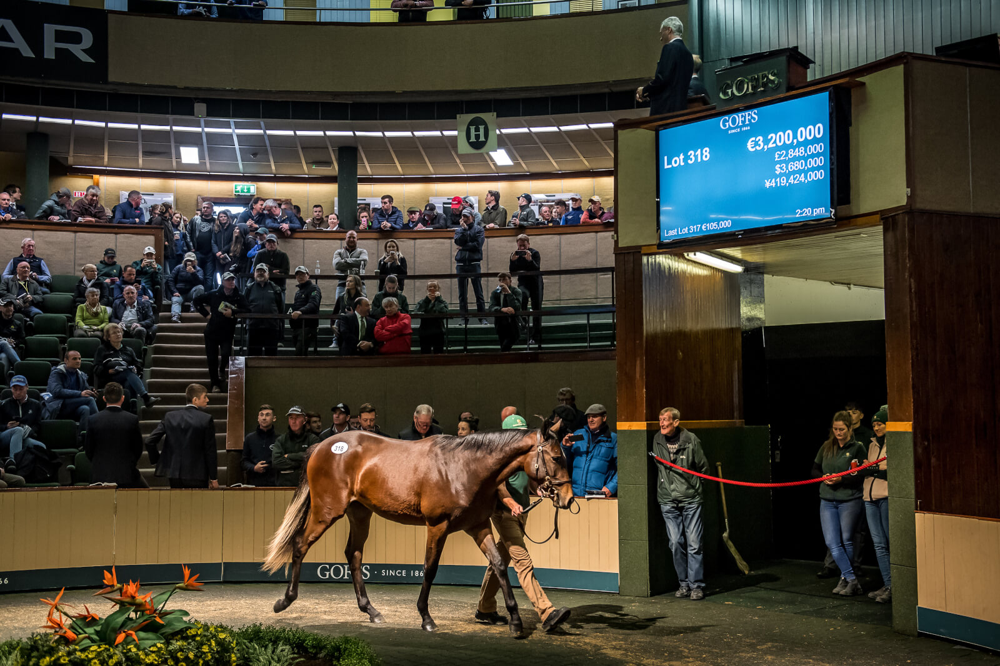 AR
GOFFS
H
GOFFS
SINCE 1866
Lot 318
€3,200,000
£2,848,000
$3,680,000
¥419,424,000
2:20 pm
Last Lot 317 €105,000
318
GOFFS · SINCE 186
66